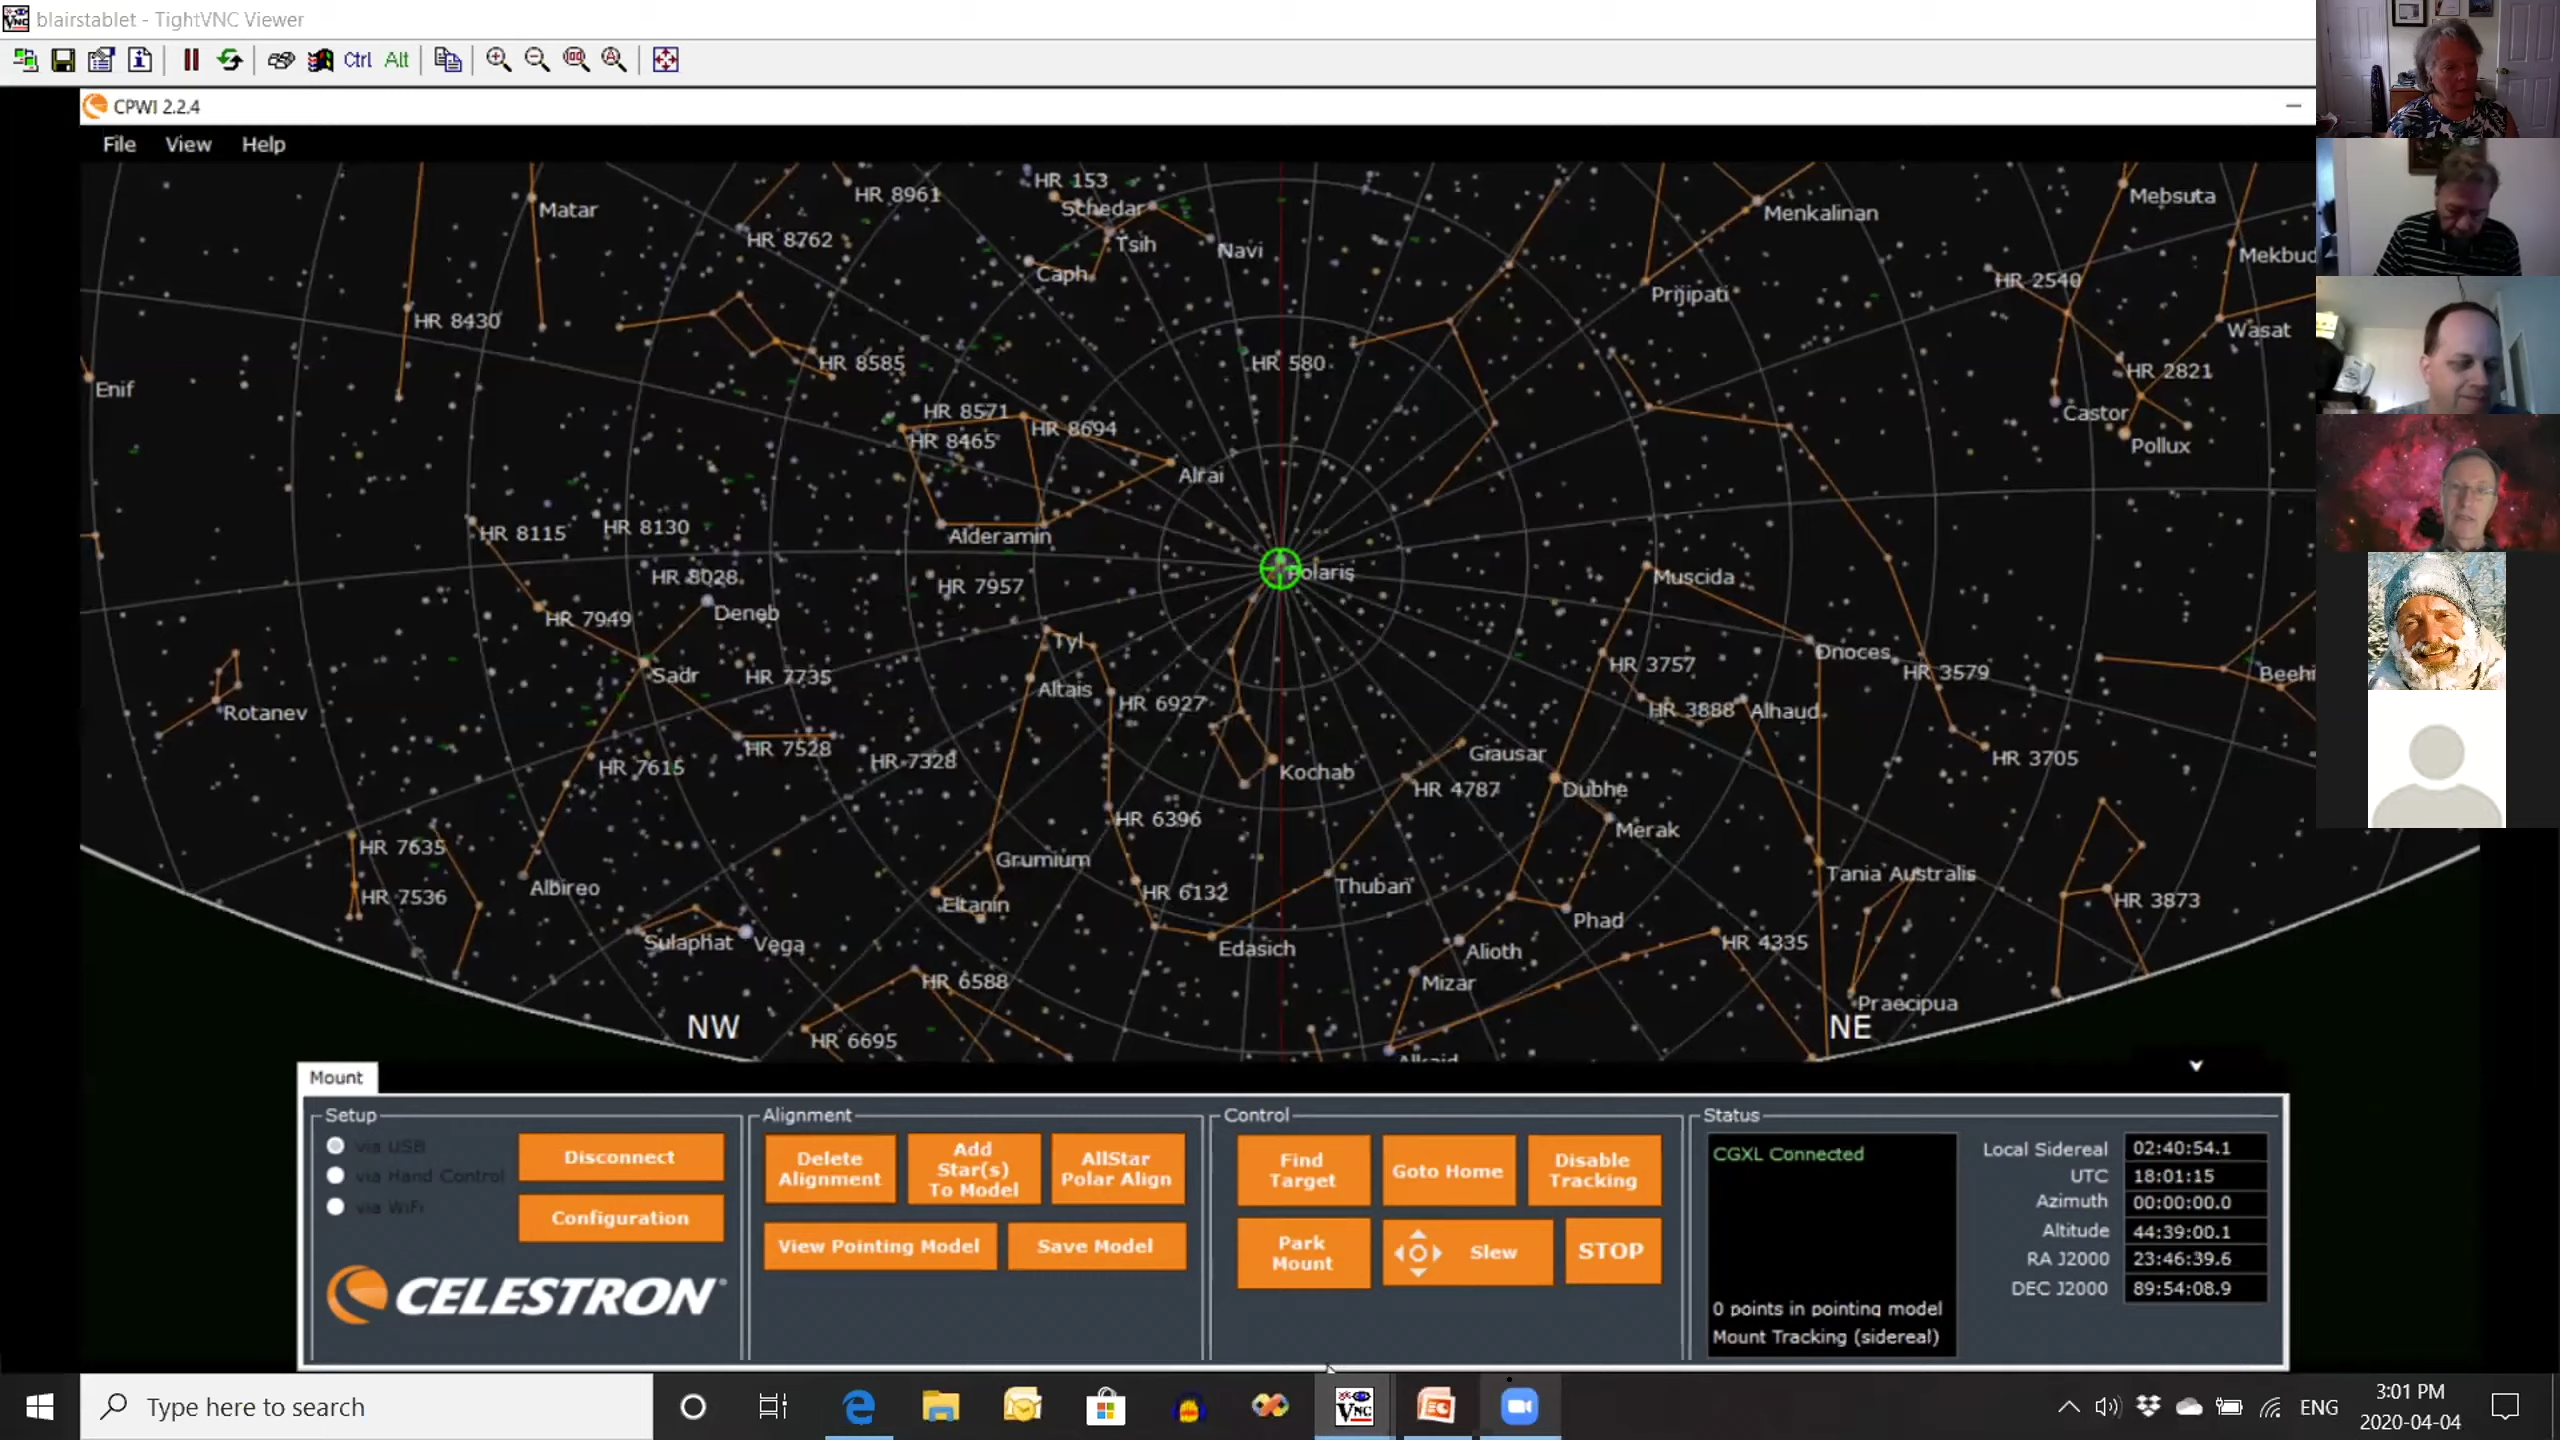 blairstablet - TightVNC Viewer
Ctrl Alt
CPWI 2.2.4
File View Help
HR 153
HR 8961
Mebsuta
Matar
Schedar
Menkalinan
HR 8762
Tsih
Navi
Mekbud
Caph
HR 2540
Prijipati
HR 8430
Wasat
HR 8585
HR 580
HR 2821
Enif
HR 8571
Castor
HR 8694
HR 8465
Pollux
Alrai
HR 8115
HR 8130
Alderamin
HR 8028
HR 7957
Polaris
Muscida
Deneb
HR 7949
Tyl
Onoces
HR 3757
HR 3579
Beehi
Sadr
HR 7735
Altais
HR 6927
HR 3888
Alhaud
Rotanev
HR 7528
HR 7615
HR 7328
Kochab
Giausar
HR 3705
HR 4787
Dubhe
HR 6396
Merak
HR 7635
Grumium
Tania Australis
Albireo
HR 6132
Thuban
HR 7536
Eltanin
HR 3873
Phad
Sulaphat
Vega
Edasich
Alioth
HR 4335
HR 6588
Mizar
Praecipua
NW
NE
HR 6695
Alkaid
Mount
Setup
via USB
via Hand Control
via WiFi
Disconnect
Configuration
CELESTRON
Alignment
Delete
Alignment
Add
Star(s)
To Model
AllStar
Polar Align
View Pointing Model
Save Model
Control
Find
Target
Goto Home
Disable
Tracking
Park
Mount
Slew
STOP
Status
CGXL Connected
0 points in pointing model
Mount Tracking (sidereal)
Local Sidereal 02:40:54.1
UTC 18:01:15
Azimuth 00:00:00.0
Altitude 44:39:00.1
RA J2000 23:46:39.6
DEC J2000 89:54:08.9
Type here to search
VNC
ENG
3:01 PM
2020-04-04